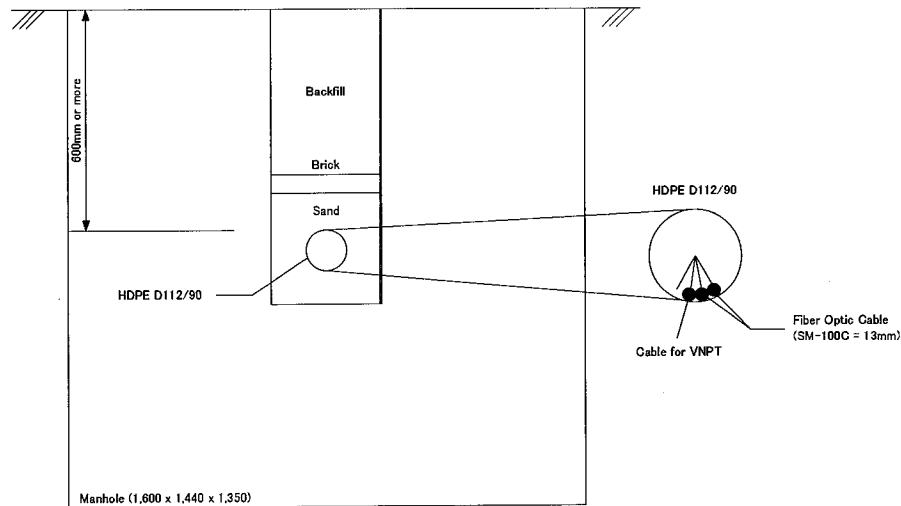 600mm or more
Backfill
Brick
Sand
HDPE D112/90
HDPE D112/90
Fiber Optic Cable
(SM-100C = 13mm)
Cable for VNPT
Manhole (1,600 x 1,440 x 1,350)